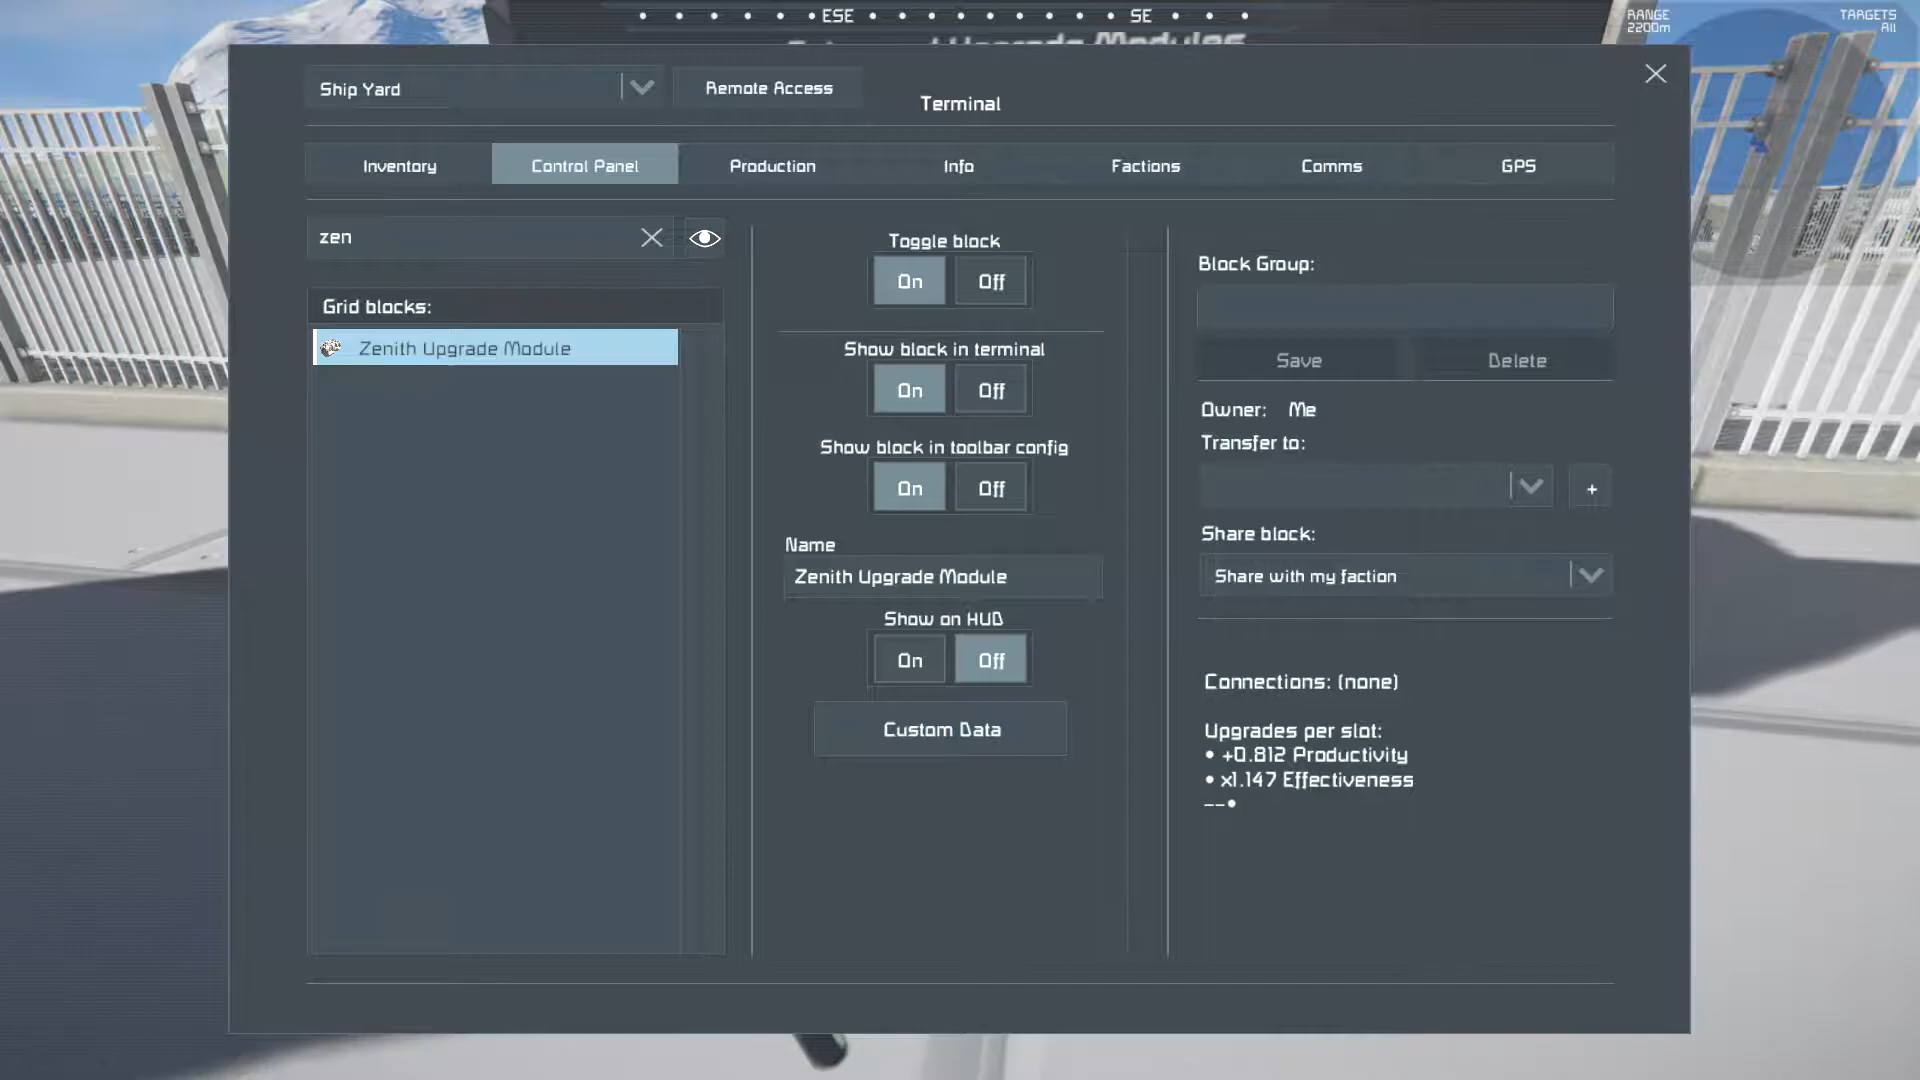 ESE SE
RANGE
2200m
TARGETS
All
Upgrade Modules
Ship Yard
Remote Access
Terminal
Inventory
Control Panel
Production
Info
Factions
Comms
GPS
zen
Grid blocks:
Zenith Upgrade Module
Toggle block
On Off
Show block in terminal
On Off
Show block in toolbar config
On Off
Name
Zenith Upgrade Module
Show on HUD
On Off
Custom Data
Block Group:
Save Delete
Owner: Me
Transfer to:
+
Share block:
Share with my faction
Connections: (none)
Upgrades per slot:
• +0.812 Productivity
• x1.147 Effectiveness
--•